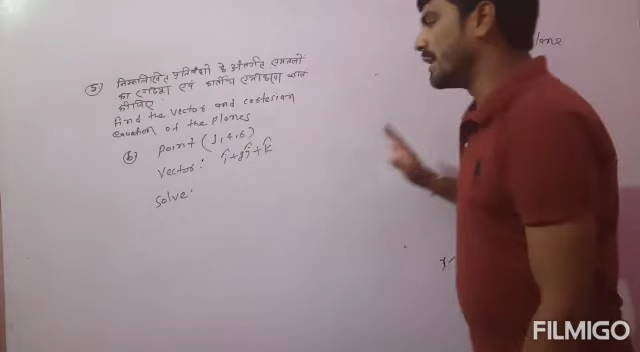 5) निम्नलिखित प्रतिबंधों के अंतर्गत समतलों
का सदिश एवं कार्तीय समीकरण ज्ञात
कीजिए
find the vector and cartesian
equation of the planes
(b) point (1,4,6)
vector: î+2ĵ+k̂
solve:
FILMIGO